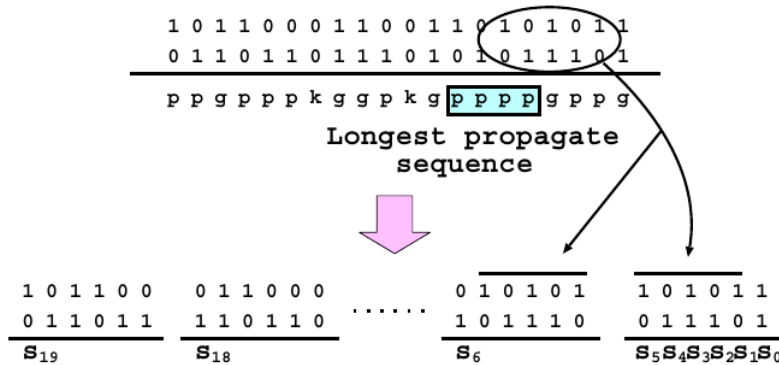 1 0 1 1 0 0 0 1 1 0 0 1 1 0 1 0 1 0 1 1
0 1 1 0 1 1 0 1 1 1 0 1 0 1 0 1 1 1 0 1
p p g p p p k g g p k g p p p p g p p g
Longest propagate
sequence
1 0 1 1 0 0 0 1 1 0 0 0 0 1 0 1 0 1 1 0 1 0 1 1
0 1 1 0 1 1 1 1 0 1 1 0 ...... 1 0 1 1 1 0 0 1 1 1 0 1
S₁₉ S₁₈ S₆ S₅S₄S₃S₂S₁S₀